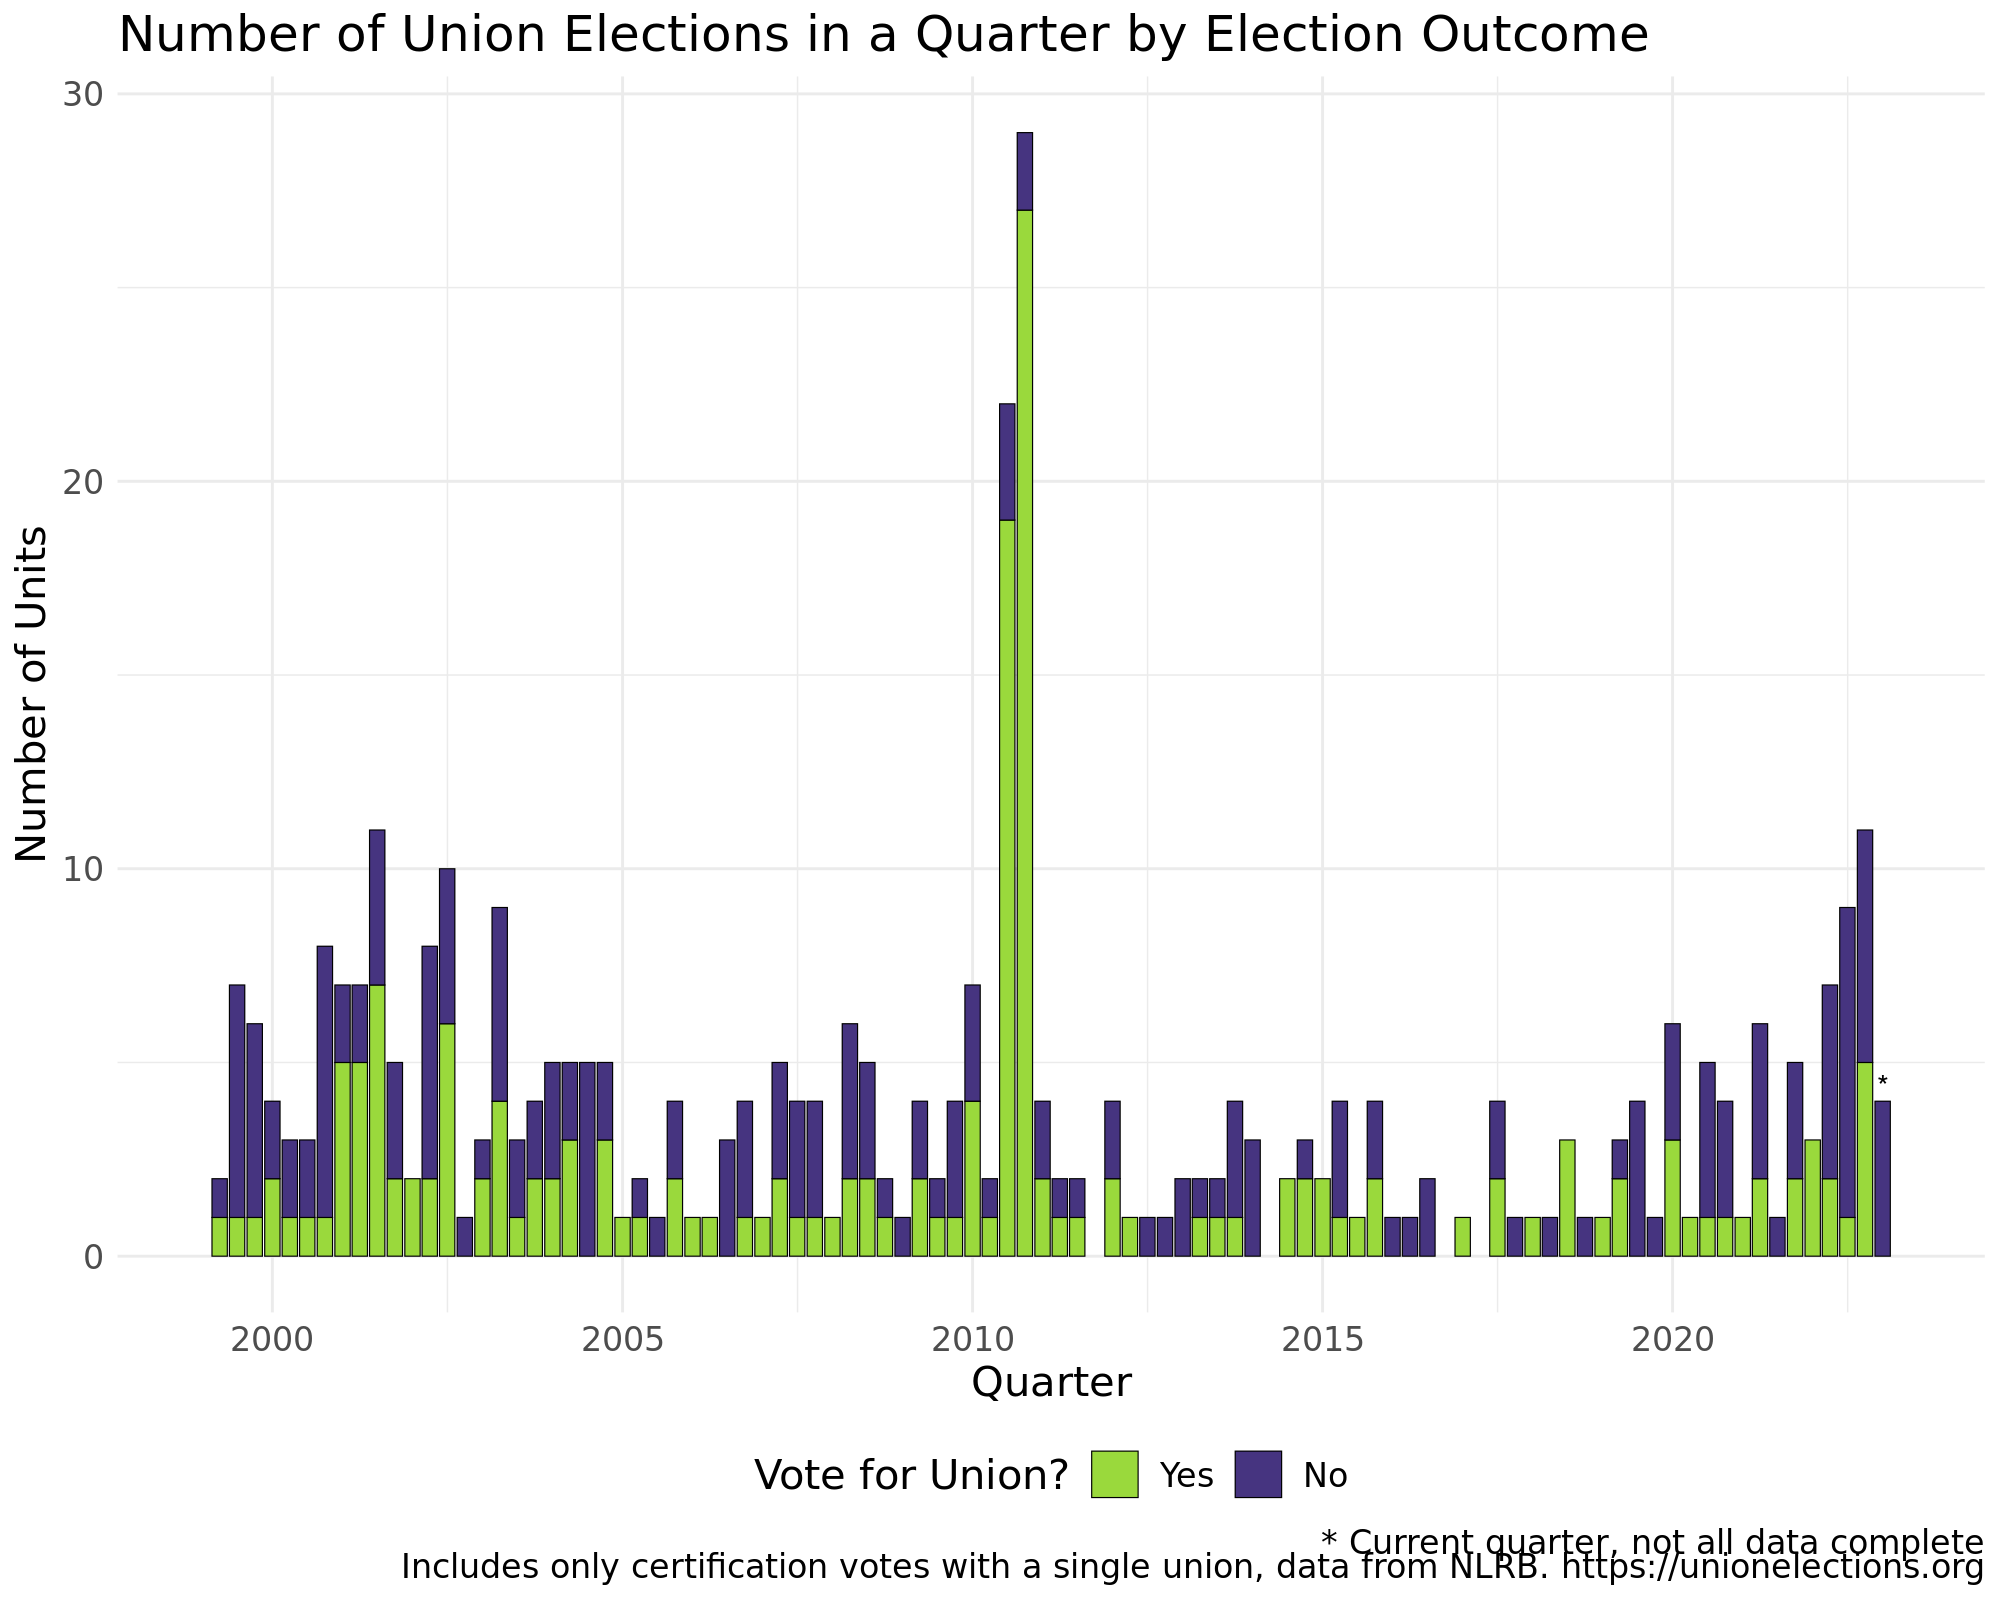 Number of Union Elections in a Quarter by Election Outcome
30
20
10
0
Number of Units
2000 2005 2010 2015 2020
*
Quarter
Vote for Union? Yes No
* Current quarter, not all data complete
Includes only certification votes with a single union, data from NLRB. https://unionelections.org